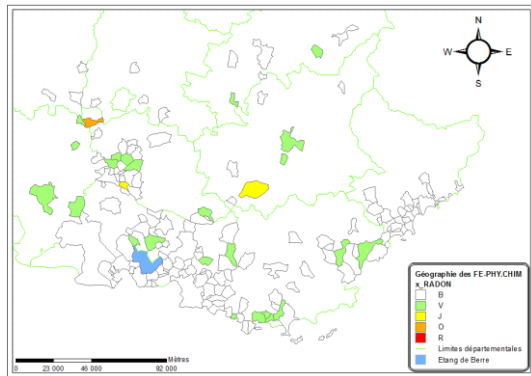 N
W E
S
Géographie des FE-PHY.CHIM
x_RADON
B
V
J
O
R
Limites départementales
Etang de Berre
Mètres
0 23 000 46 000 92 000